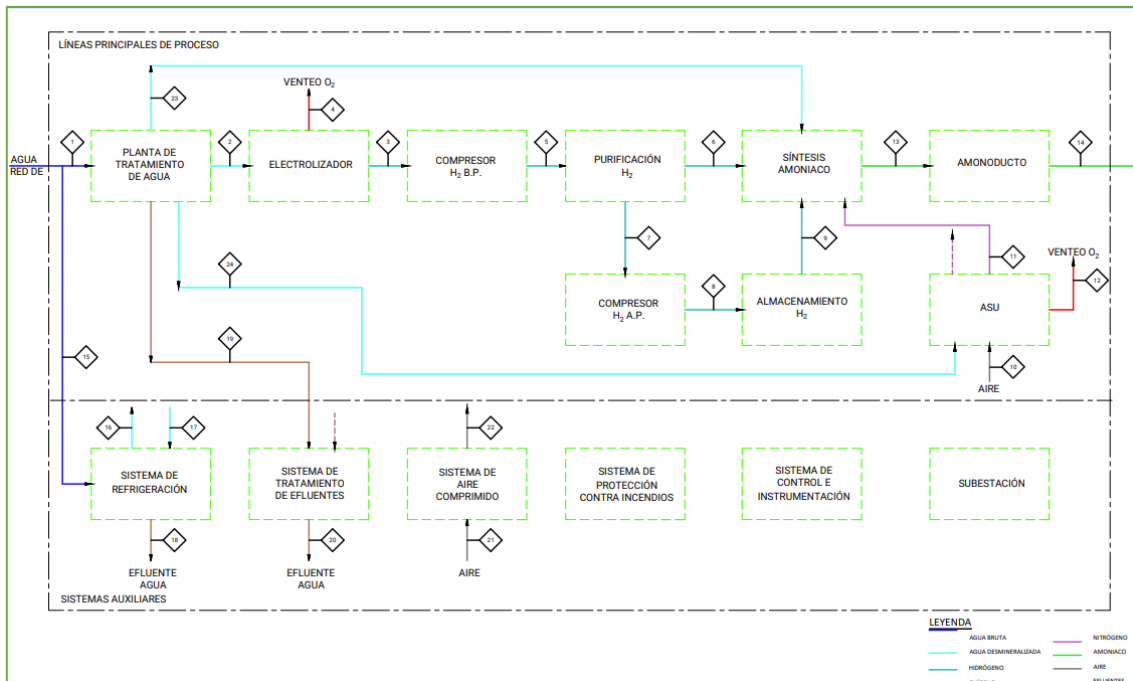 LÍNEAS PRINCIPALES DE PROCESO
23
VENTEO O₂
4
AGUA
RED DE
1
PLANTA DE
TRATAMIENTO
DE AGUA
2
ELECTROLIZADOR
3
COMPRESOR
H₂ B.P.
5
PURIFICACIÓN
H₂
6
SÍNTESIS
AMONIACO
13
AMONODUCTO
14
24
7
9
11
VENTEO O₂
12
COMPRESOR
H₂ A.P.
8
ALMACENAMIENTO
H₂
ASU
19
15
10
AIRE
16
17
22
SISTEMA DE
REFRIGERACIÓN
SISTEMA DE
TRATAMIENTO
DE EFLUENTES
SISTEMA DE
AIRE
COMPRIMIDO
SISTEMA DE
PROTECCIÓN
CONTRA INCENDIOS
SISTEMA DE
CONTROL E
INSTRUMENTACIÓN
SUBESTACIÓN
18
20
21
EFLUENTE
AGUA
EFLUENTE
AGUA
AIRE
SISTEMAS AUXILIARES
LEYENDA
AGUA BRUTA
NITRÓGENO
AGUA DESMINERALIZADA
AMONIACO
HIDRÓGENO
AIRE
EFLUENTES